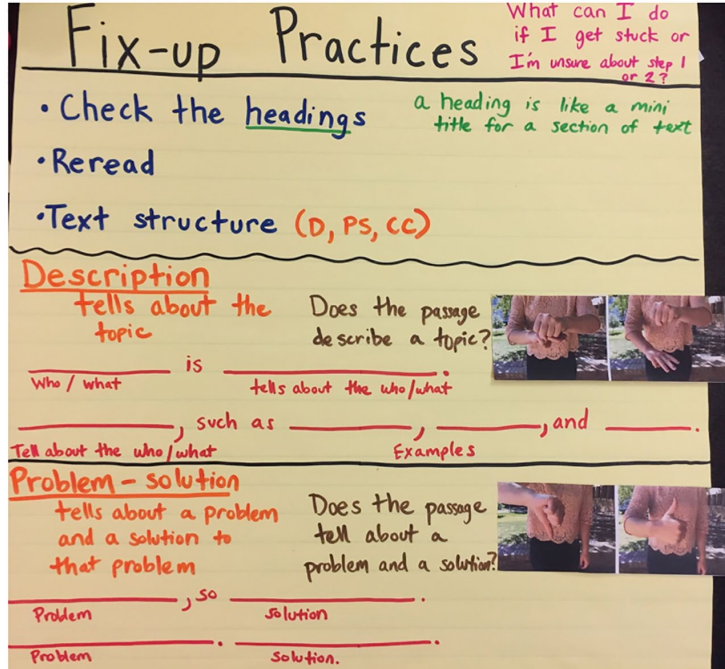 Fix-up Practices
What can I do
if I get stuck or
I'm unsure about step 1
or 2?
• Check the headings
a heading is like a mini
title for a section of text
• Reread
• Text structure (D, PS, CC)
Description
tells about the
topic
Does the passage
describe a topic?
is .
Who / what tells about the who/what
, such as , , and .
Tell about the who/what Examples
Problem - solution
tells about a problem
and a solution to
that problem
Does the passage
tell about a
problem and a solution?
, so .
Problem solution
. .
Problem solution.